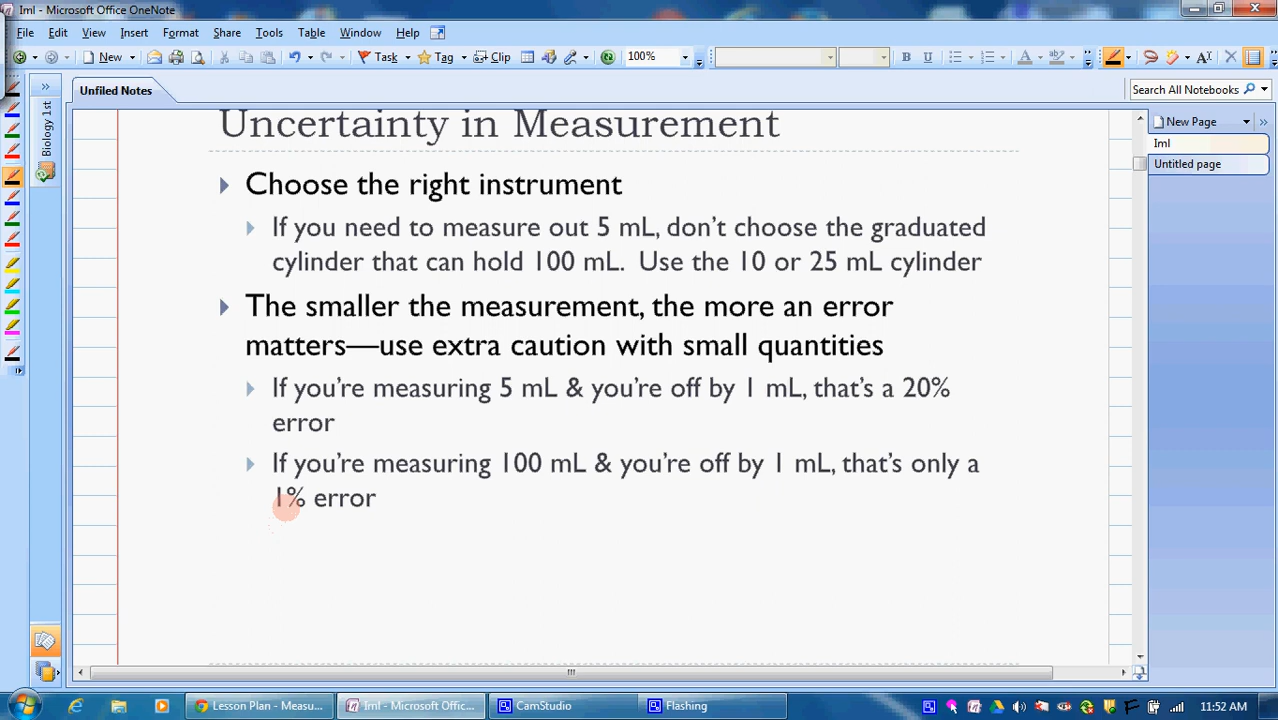 Iml - Microsoft Office OneNote
File Edit View Insert Format Share Tools Table Window Help
New Task Tag Clip 100%
Unfiled Notes
Search All Notebooks
Biology 1st
New Page
Iml
Untitled page
Uncertainty in Measurement
Choose the right instrument
If you need to measure out 5 mL, don't choose the graduated
cylinder that can hold 100 mL. Use the 10 or 25 mL cylinder
The smaller the measurement, the more an error
matters—use extra caution with small quantities
If you're measuring 5 mL & you're off by 1 mL, that's a 20%
error
If you're measuring 100 mL & you're off by 1 mL, that's only a
1% error
Lesson Plan - Measu... Iml - Microsoft Offic... CamStudio Flashing 11:52 AM